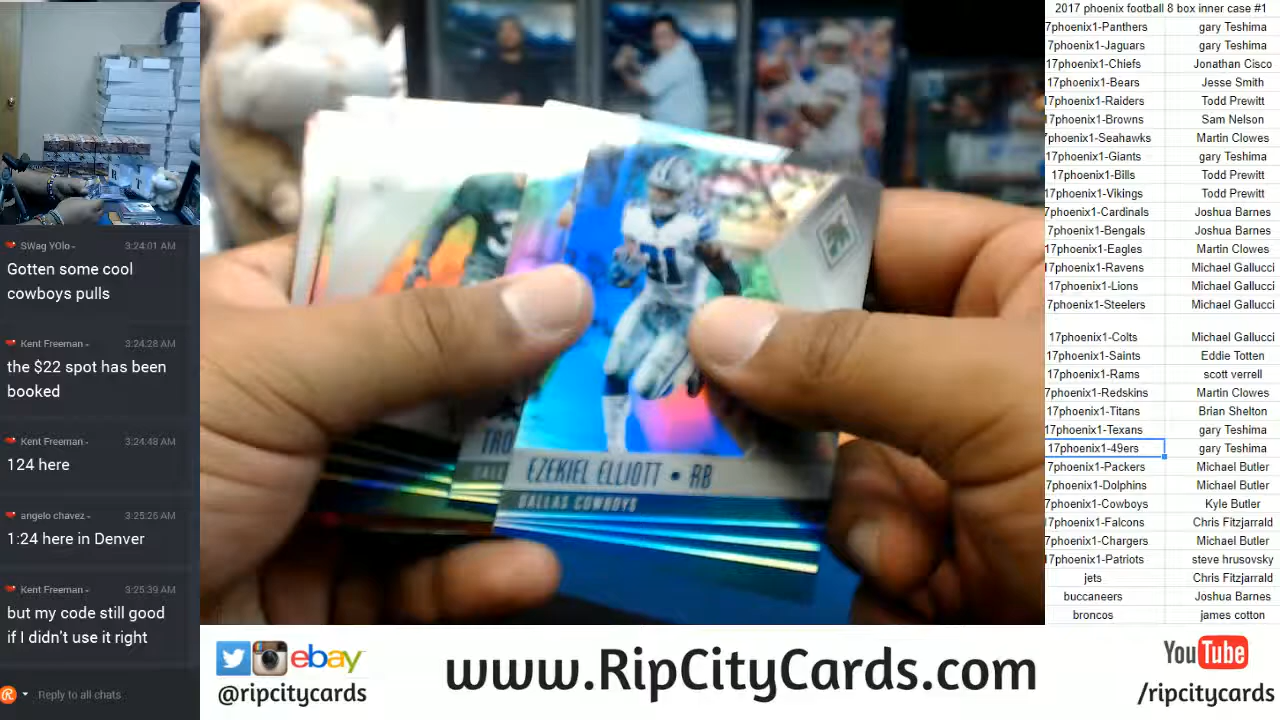 SWag YOlo - 3:24:01 AM
Gotten some cool
cowboys pulls
Kent Freeman - 3:24:28 AM
the $22 spot has been
booked
Kent Freeman - 3:24:48 AM
124 here
angelo chavez - 3:25:25 AM
1:24 here in Denver
Kent Freeman - 3:25:39 AM
but my code still good
if I didn't use it right
Reply to all chats.
31
EZEKIEL ELLIOTT • RB
DALLAS COWBOYS
TRO
ebay
@ripcitycards
www.RipCityCards.com
YouTube
/ripcitycards
2017 phoenix football 8 box inner case #1
7phoenix1-Panthers gary Teshima
7phoenix1-Jaguars gary Teshima
17phoenix1-Chiefs Jonathan Cisco
17phoenix1-Bears Jesse Smith
17phoenix1-Raiders Todd Prewitt
17phoenix1-Browns Sam Nelson
7phoenix1-Seahawks Martin Clowes
17phoenix1-Giants gary Teshima
17phoenix1-Bills Todd Prewitt
17phoenix1-Vikings Todd Prewitt
7phoenix1-Cardinals Joshua Barnes
7phoenix1-Bengals Joshua Barnes
17phoenix1-Eagles Martin Clowes
17phoenix1-Ravens Michael Gallucci
17phoenix1-Lions Michael Gallucci
7phoenix1-Steelers Michael Gallucci
17phoenix1-Colts Michael Gallucci
17phoenix1-Saints Eddie Totten
17phoenix1-Rams scott verrell
7phoenix1-Redskins Martin Clowes
17phoenix1-Titans Brian Shelton
17phoenix1-Texans gary Teshima
17phoenix1-49ers gary Teshima
7phoenix1-Packers Michael Butler
7phoenix1-Dolphins Michael Butler
7phoenix1-Cowboys Kyle Butler
17phoenix1-Falcons Chris Fitzjarrald
7phoenix1-Chargers Michael Butler
17phoenix1-Patriots steve hrusovsky
jets Chris Fitzjarrald
buccaneers Joshua Barnes
broncos james cotton